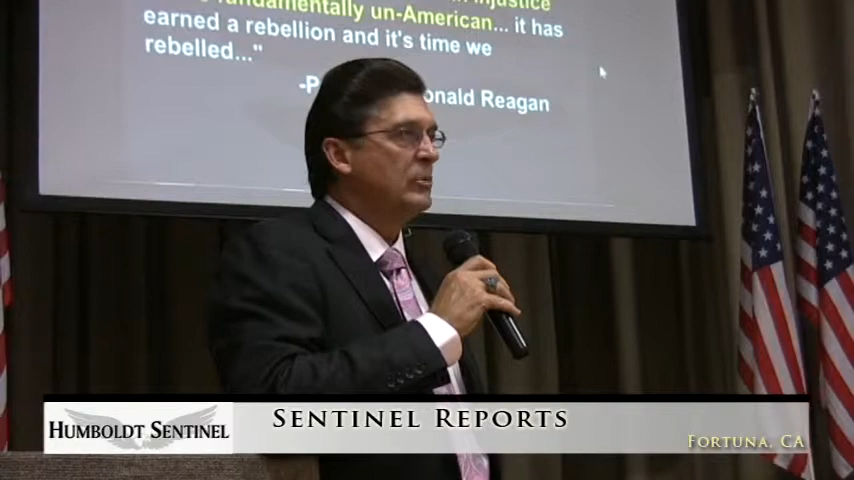 fundamentally un-American... it has
earned a rebellion and it's time we
rebelled..."
-P onald Reagan
HUMBOLDT SENTINEL
SENTINEL REPORTS
FORTUNA, CA